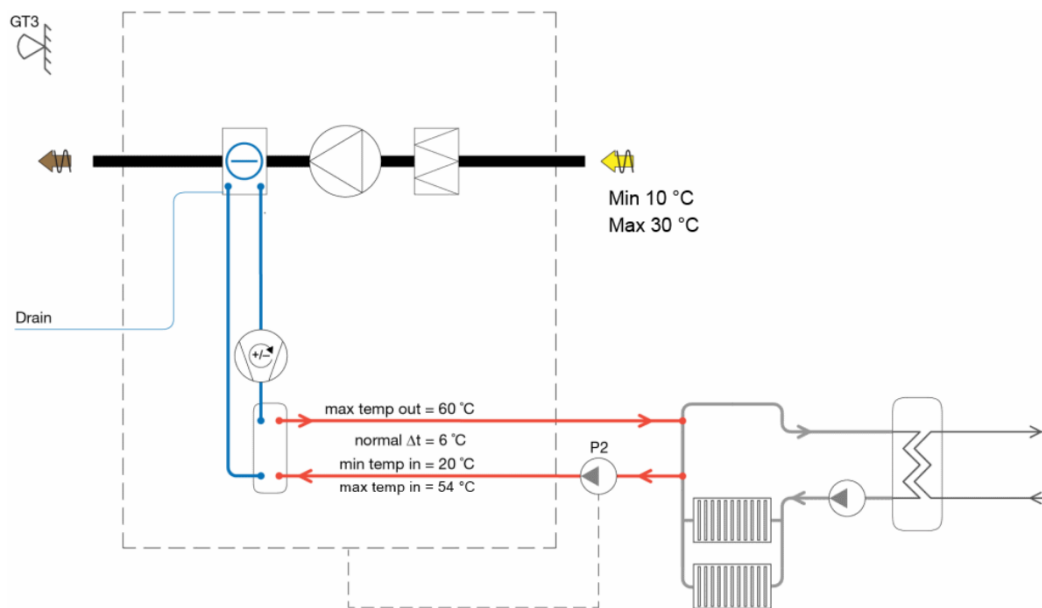 GT3
Min 10 °C
Max 30 °C
Drain
+/–
max temp out = 60 °C
normal Δt = 6 °C
P2
min temp in = 20 °C
max temp in = 54 °C